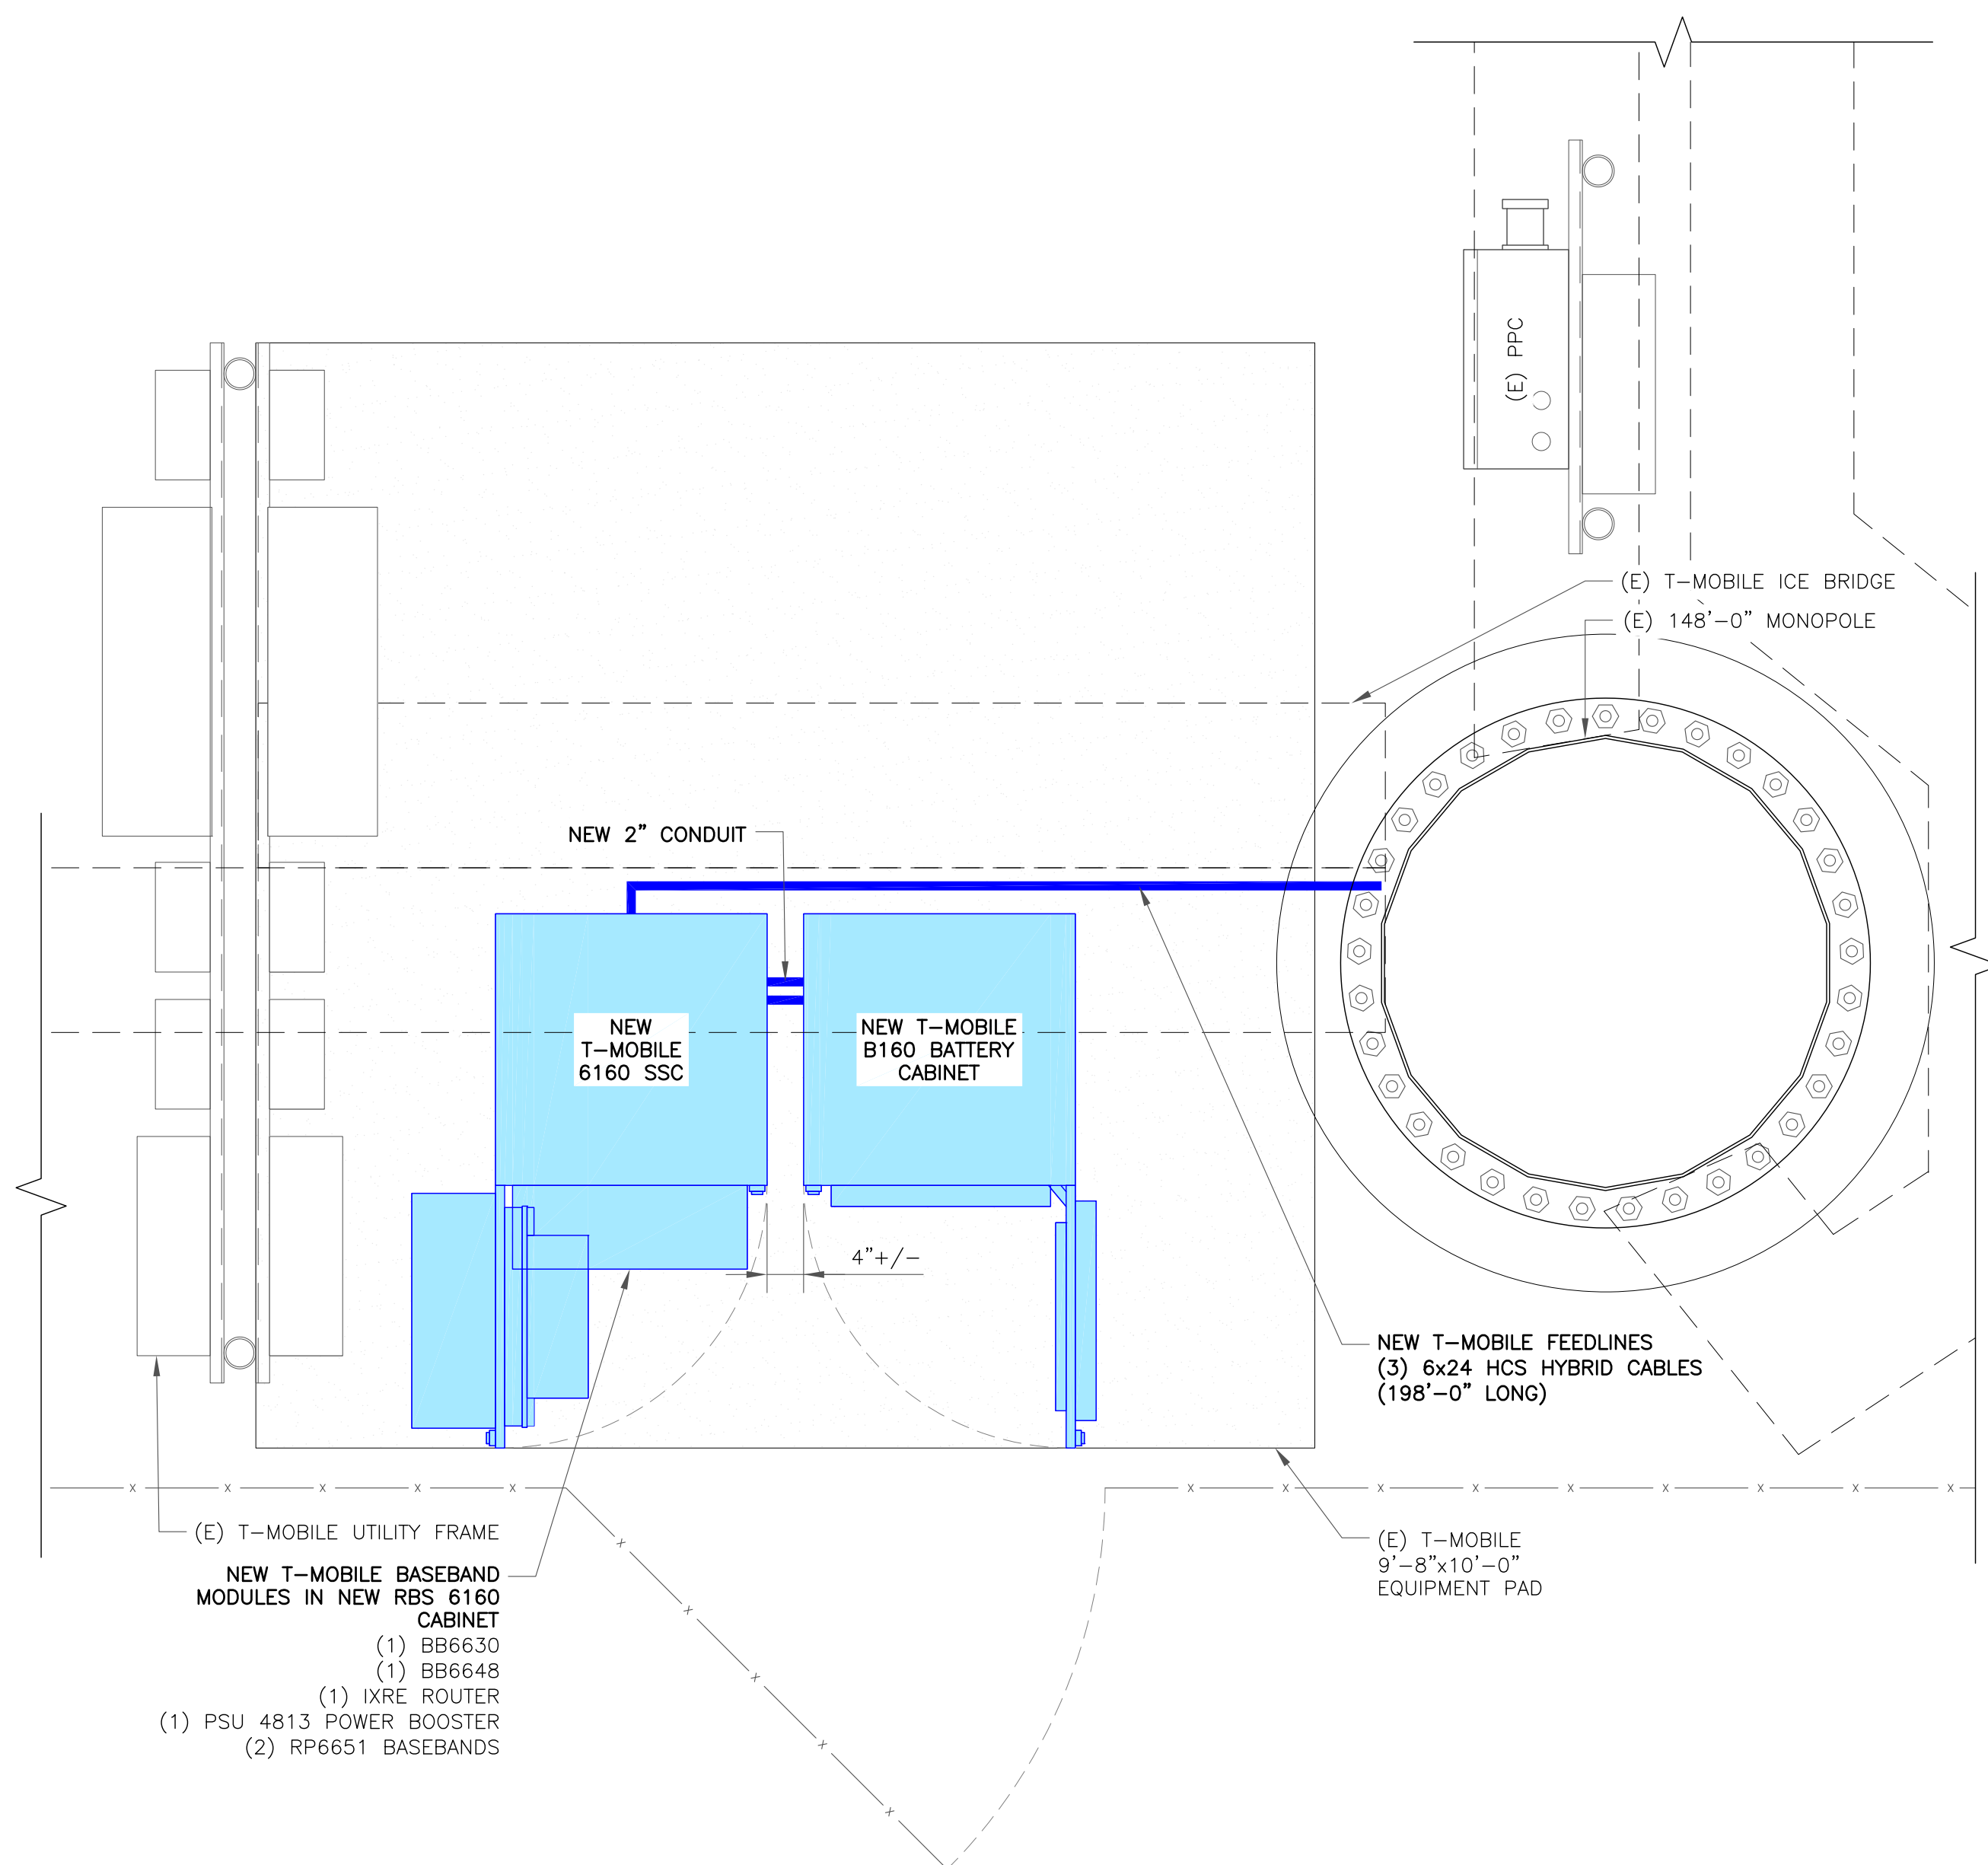 (E) PPC
(E) T-MOBILE ICE BRIDGE
(E) 148'-0" MONOPOLE
NEW 2" CONDUIT
NEW
T-MOBILE
6160 SSC
NEW T-MOBILE
B160 BATTERY
CABINET
4"+/-
NEW T-MOBILE FEEDLINES
(3) 6x24 HCS HYBRID CABLES
(198'-0" LONG)
(E) T-MOBILE UTILITY FRAME
(E) T-MOBILE
9'-8"x10'-0"
EQUIPMENT PAD
NEW T-MOBILE BASEBAND
MODULES IN NEW RBS 6160
CABINET
(1) BB6630
(1) BB6648
(1) IXRE ROUTER
(1) PSU 4813 POWER BOOSTER
(2) RP6651 BASEBANDS